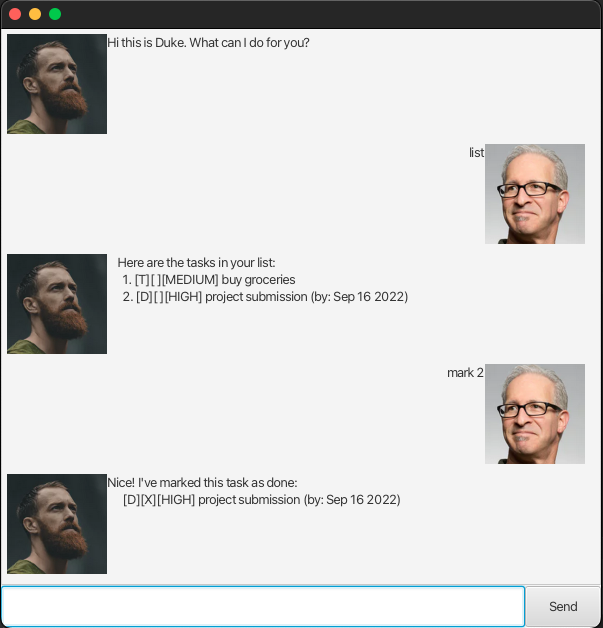 Hi this is Duke. What can I do for you?
list
Here are the tasks in your list:
1. [T][ ][MEDIUM] buy groceries
2. [D][ ][HIGH] project submission (by: Sep 16 2022)
mark 2
Nice! I've marked this task as done:
[D][X][HIGH] project submission (by: Sep 16 2022)
Send